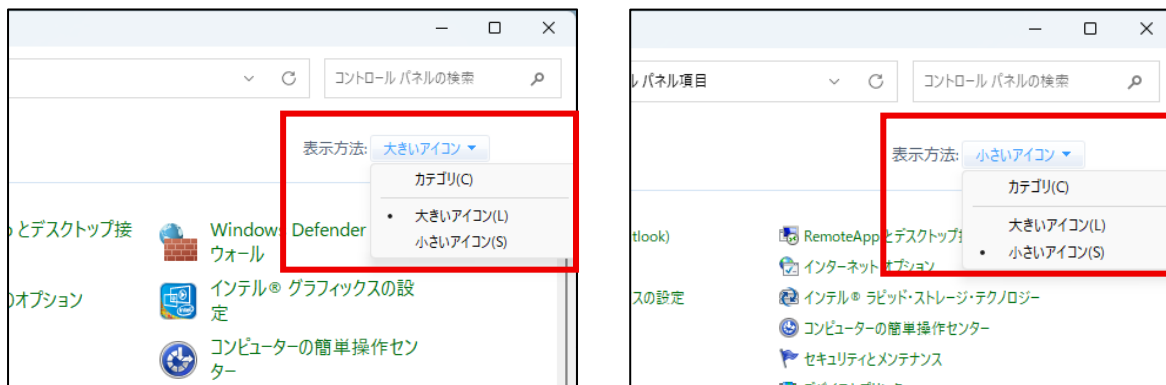 コントロール パネルの検索
表示方法: 大きいアイコン
カテゴリ(C)
大きいアイコン(L)
小さいアイコン(S)
とデスクトップ接
Windows Defender
ウォール
のオプション
インテル® グラフィックスの設
定
コンピューターの簡単操作セン
ター
ル パネル項目
コントロール パネルの検索
表示方法: 小さいアイコン
カテゴリ(C)
大きいアイコン(L)
小さいアイコン(S)
tlook)
RemoteApp とデスクトップ
インターネット オプション
スの設定
インテル® ラピッド・ストレージ・テクノロジー
コンピューターの簡単操作センター
セキュリティとメンテナンス